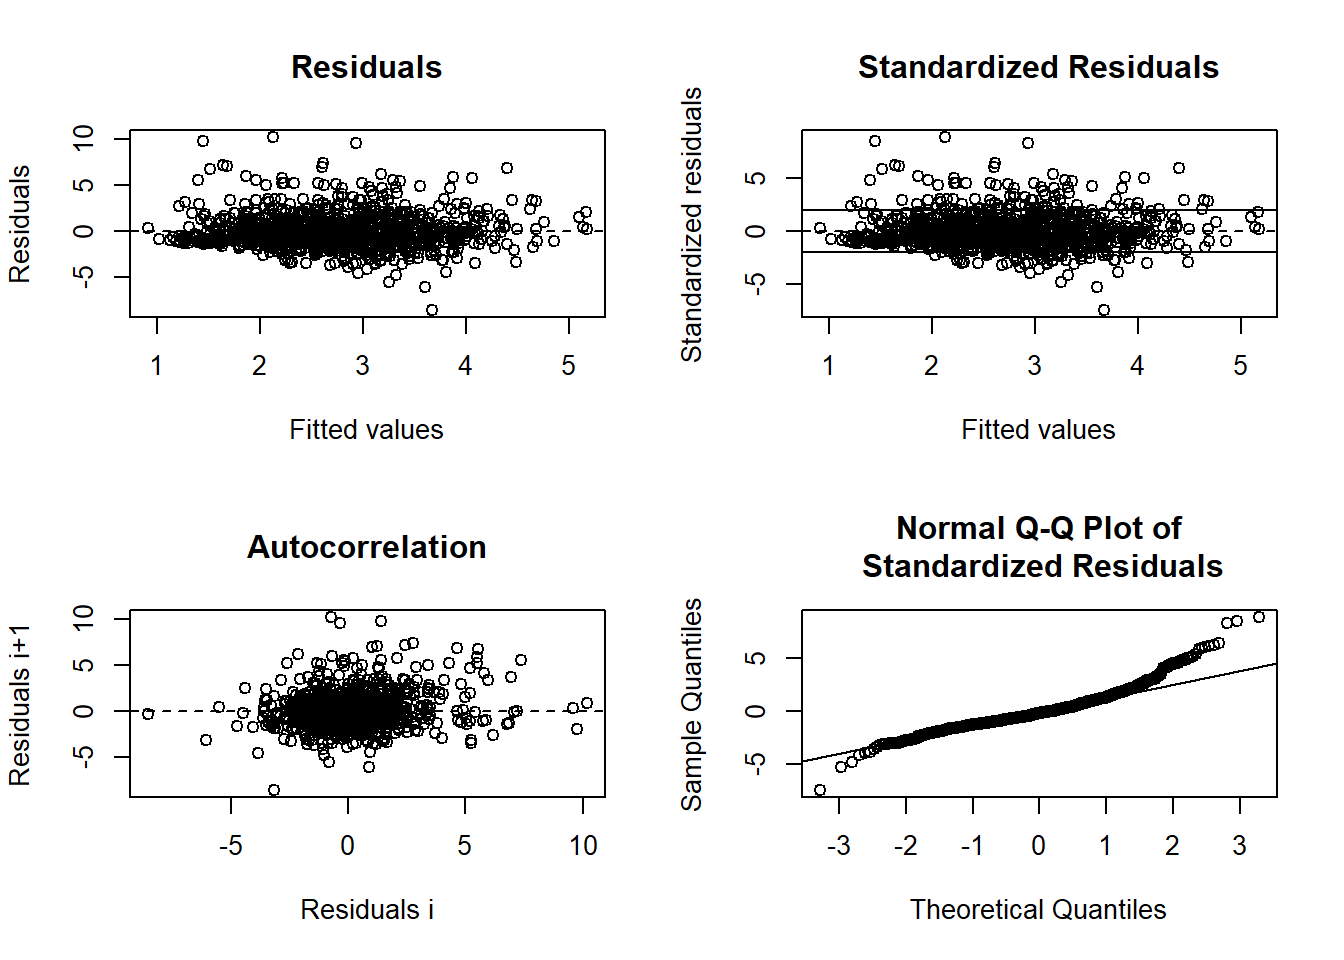 Residuals
Residuals
10
5
0
-5
1 2 3 4 5
Fitted values
Standardized Residuals
Standardized residuals
5
0
-5
1 2 3 4 5
Fitted values
Autocorrelation
Residuals i+1
10
5
0
-5
-5 0 5 10
Residuals i
Normal Q-Q Plot of
Standardized Residuals
Sample Quantiles
5
0
-5
-3 -2 -1 0 1 2 3
Theoretical Quantiles